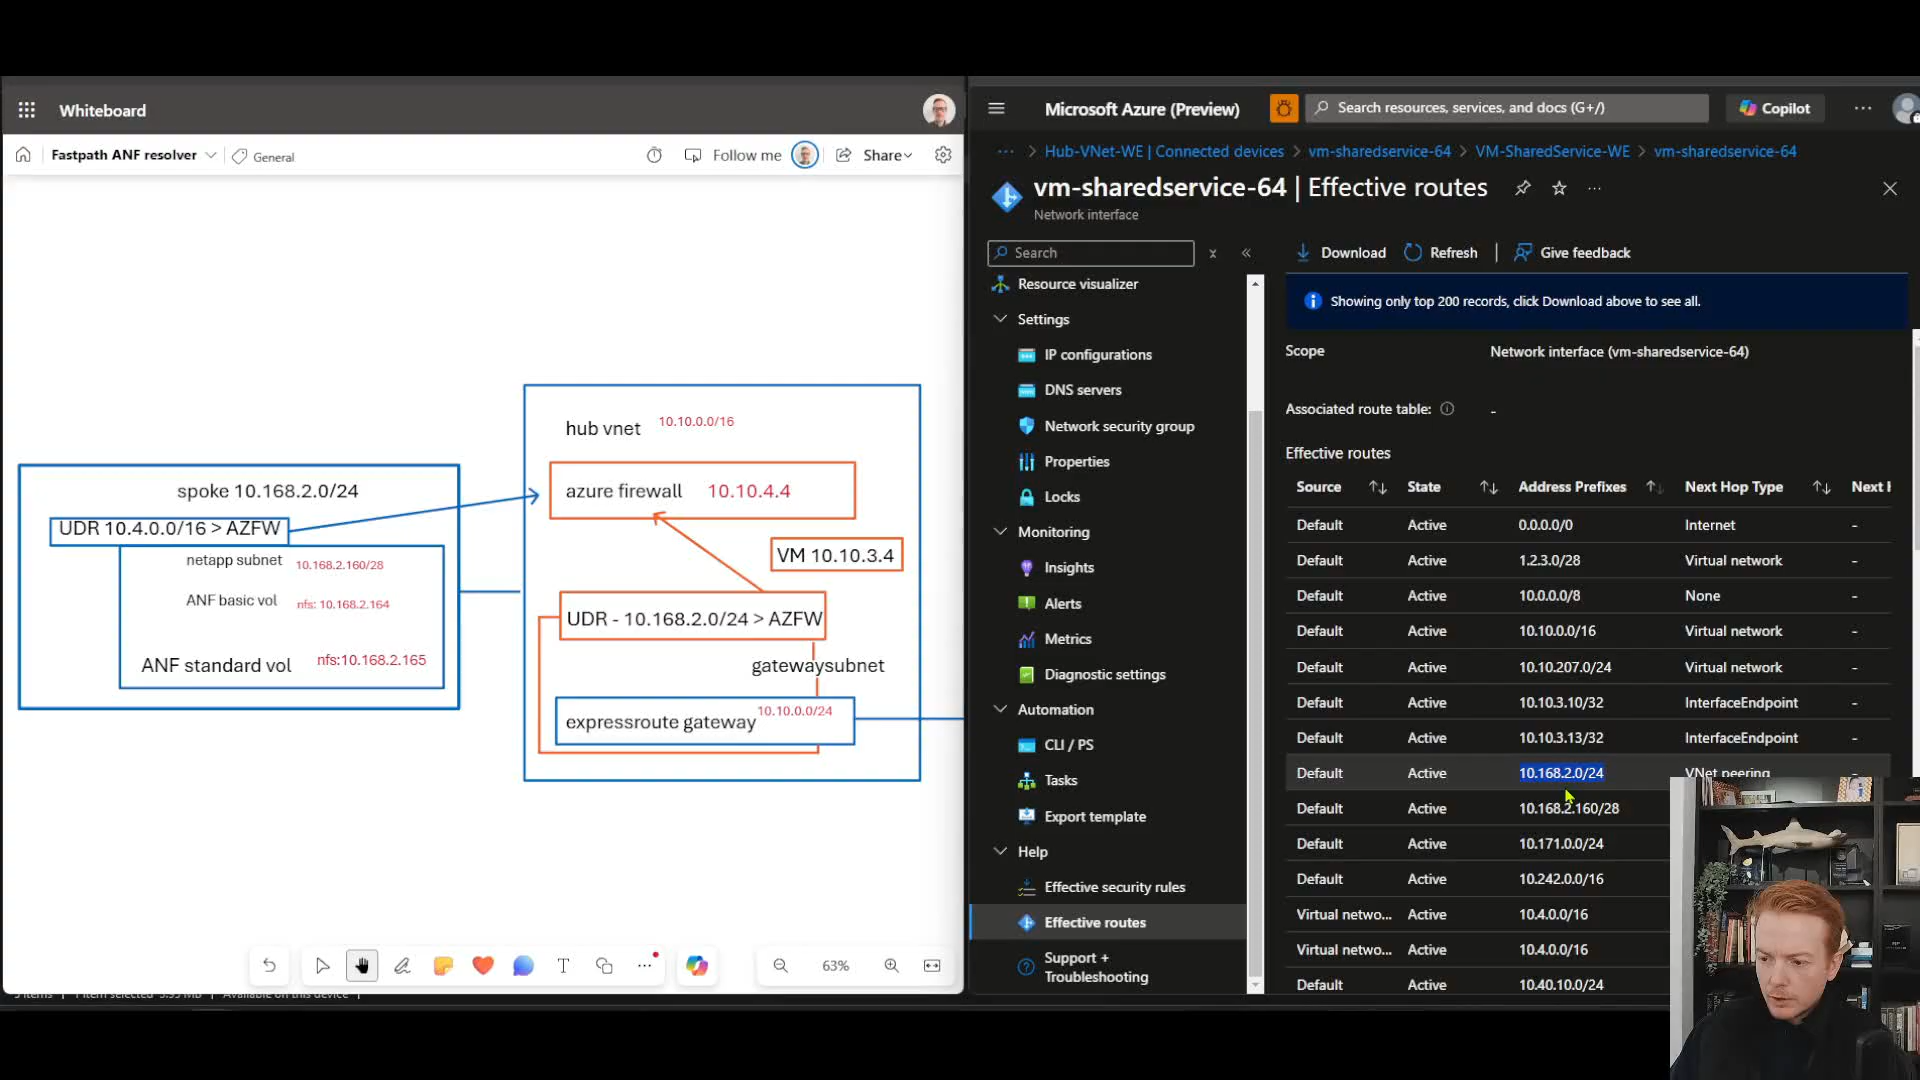 Whiteboard
Fastpath ANF resolver
General
Follow me
Share
hub vnet 10.10.0.0/16
spoke 10.168.2.0/24
azure firewall 10.10.4.4
UDR 10.4.0.0/16 > AZFW
VM 10.10.3.4
netapp subnet 10.168.2.160/28
ANF basic vol nfs: 10.168.2.164
UDR - 10.168.2.0/24 > AZFW
ANF standard vol nfs:10.168.2.165
gatewaysubnet
expressroute gateway 10.10.0.0/24
63%
Available on this device
Microsoft Azure (Preview)
Search resources, services, and docs (G+/)
Copilot
Hub-VNet-WE | Connected devices > vm-sharedservice-64 > VM-SharedService-WE > vm-sharedservice-64
vm-sharedservice-64 | Effective routes
Network interface
Search
Resource visualizer
Settings
IP configurations
DNS servers
Network security group
Properties
Locks
Monitoring
Insights
Alerts
Metrics
Diagnostic settings
Automation
CLI / PS
Tasks
Export template
Help
Effective security rules
Effective routes
Support +
Troubleshooting
Download
Refresh
Give feedback
Showing only top 200 records, click Download above to see all.
Scope Network interface (vm-sharedservice-64)
Associated route table: -
Effective routes
Source State Address Prefixes Next Hop Type Next
Default Active 0.0.0.0/0 Internet -
Default Active 1.2.3.0/28 Virtual network -
Default Active 10.0.0.0/8 None -
Default Active 10.10.0.0/16 Virtual network -
Default Active 10.10.207.0/24 Virtual network -
Default Active 10.10.3.10/32 InterfaceEndpoint -
Default Active 10.10.3.13/32 InterfaceEndpoint -
Default Active 10.168.2.0/24 VNet peering -
Default Active 10.168.2.160/28
Default Active 10.171.0.0/24
Default Active 10.242.0.0/16
Virtual netwo... Active 10.4.0.0/16
Virtual netwo... Active 10.4.0.0/16
Default Active 10.40.10.0/24